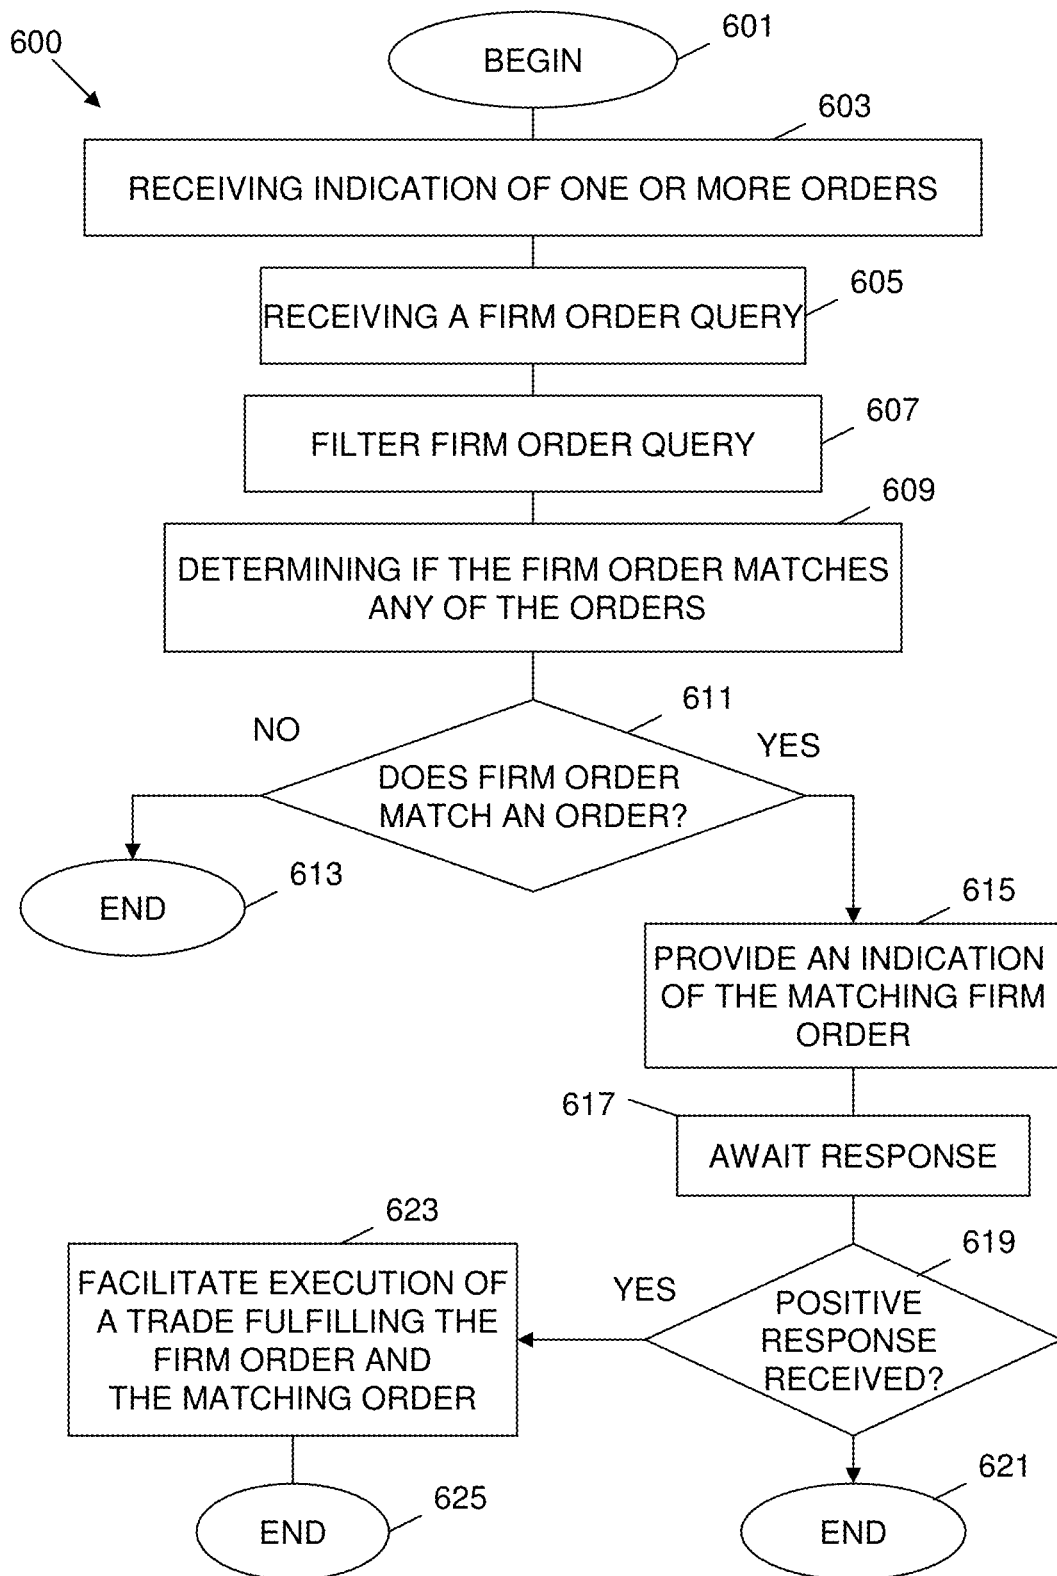 600
BEGIN
601
603
RECEIVING INDICATION OF ONE OR MORE ORDERS
605
RECEIVING A FIRM ORDER QUERY
607
FILTER FIRM ORDER QUERY
609
DETERMINING IF THE FIRM ORDER MATCHES
ANY OF THE ORDERS
611
NO
YES
DOES FIRM ORDER
MATCH AN ORDER?
613
END
615
PROVIDE AN INDICATION
OF THE MATCHING FIRM
ORDER
617
AWAIT RESPONSE
619
YES
POSITIVE
RESPONSE
RECEIVED?
623
FACILITATE EXECUTION OF
A TRADE FULFILLING THE
FIRM ORDER AND
THE MATCHING ORDER
625
END
621
END